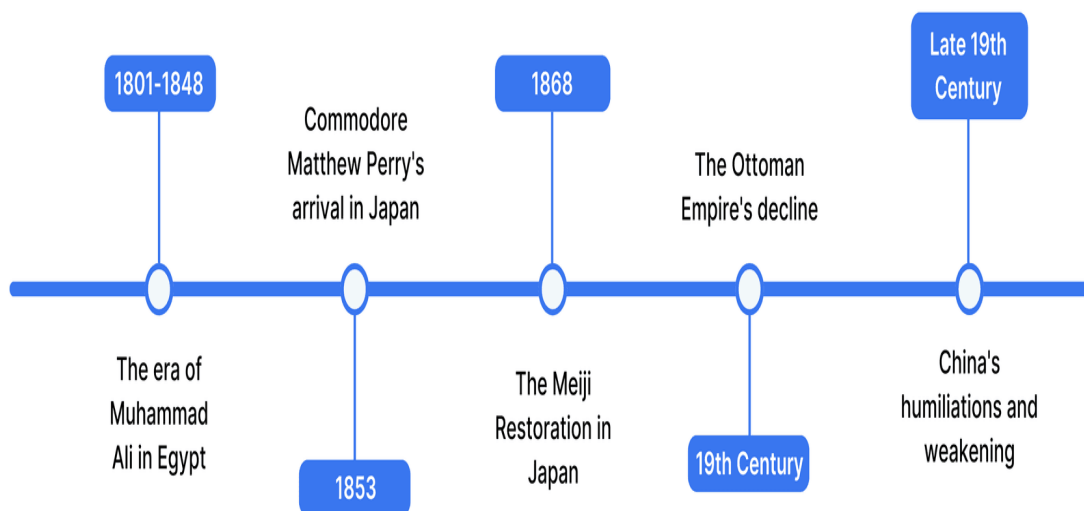 1801-1848
The era of
Muhammad
Ali in Egypt
Commodore
Matthew Perry's
arrival in Japan
1853
1868
The Meiji
Restoration in
Japan
The Ottoman
Empire's decline
19th Century
Late 19th
Century
China's
humiliations and
weakening